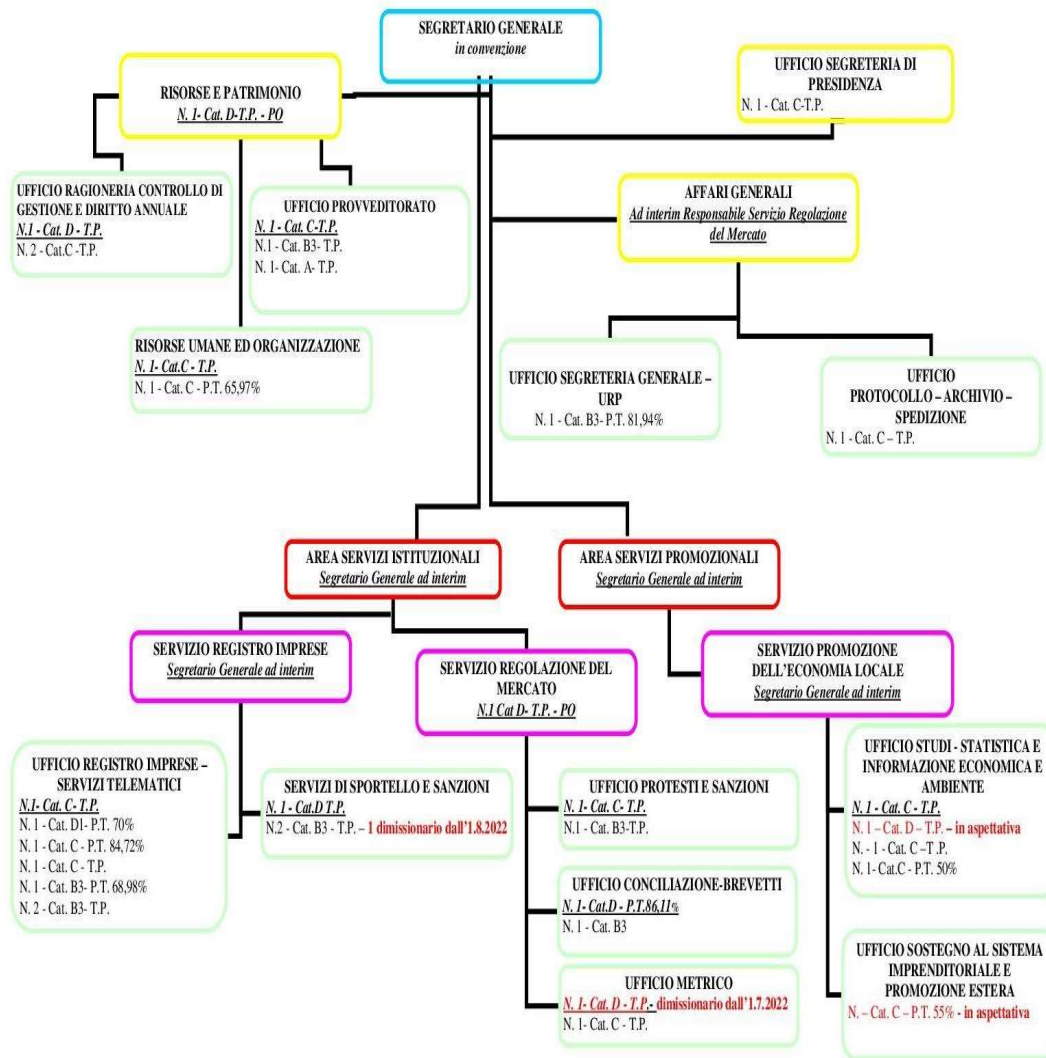 SEGRETARIO GENERALE
in convenzione
UFFICIO SEGRETERIA DI
PRESIDENZA
N. 1 - Cat. C-T.P.
RISORSE E PATRIMONIO
N. 1- Cat. D-T.P. - PO
UFFICIO RAGIONERIA CONTROLLO DI
GESTIONE E DIRITTO ANNUALE
N.1 - Cat. D - T.P.
N. 2 - Cat.C -T.P.
UFFICIO PROVVEDITORATO
N. 1 - Cat. C-T.P.
N.1 - Cat. B3- T.P.
N. 1- Cat. A- T.P.
AFFARI GENERALI
Ad interim Responsabile Servizio Regolazione
del Mercato
RISORSE UMANE ED ORGANIZZAZIONE
N. 1- Cat.C - T.P.
N. 1 - Cat. C - P.T. 65,97%
UFFICIO SEGRETERIA GENERALE –
URP
N. 1 - Cat. B3- P.T. 81,94%
UFFICIO
PROTOCOLLO – ARCHIVIO –
SPEDIZIONE
N. 1 - Cat. C – T.P.
AREA SERVIZI ISTITUZIONALI
Segretario Generale ad interim
AREA SERVIZI PROMOZIONALI
Segretario Generale ad interim
SERVIZIO REGISTRO IMPRESE
Segretario Generale ad interim
SERVIZIO REGOLAZIONE DEL
MERCATO
N.1 Cat D- T.P. - PO
SERVIZIO PROMOZIONE
DELL'ECONOMIA LOCALE
Segretario Generale ad interim
UFFICIO REGISTRO IMPRESE –
SERVIZI TELEMATICI
N.1- Cat. C- T.P.
N. 1 - Cat. D1- P.T. 70%
N. 1 - Cat. C - P.T. 84,72%
N. 1 - Cat. C - T.P.
N. 1 - Cat. B3- P.T. 68,98%
N. 2 - Cat. B3- T.P.
SERVIZI DI SPORTELLO E SANZIONI
N. 1 - Cat.D T.P.
N.2 - Cat. B3 - T.P. – 1 dimissionario dall'1.8.2022
UFFICIO PROTESTI E SANZIONI
N. 1- Cat. C- T.P.
N.1 - Cat. B3-T.P.
UFFICIO CONCILIAZIONE-BREVETTI
N. 1- Cat.D - P.T.86,11%
N. 1 - Cat. B3
UFFICIO METRICO
N. 1- Cat. D - T.P.- dimissionario dall'1.7.2022
N. 1- Cat. C - T.P.
UFFICIO STUDI - STATISTICA E
INFORMAZIONE ECONOMICA E
AMBIENTE
N. 1 - Cat. C - T.P.
N. 1 – Cat. D – T.P. – in aspettativa
N. - 1 - Cat. C –T .P.
N. 1- Cat.C - P.T. 50%
UFFICIO SOSTEGNO AL SISTEMA
IMPRENDITORIALE E
PROMOZIONE ESTERA
N. – Cat. C – P.T. 55% - in aspettativa